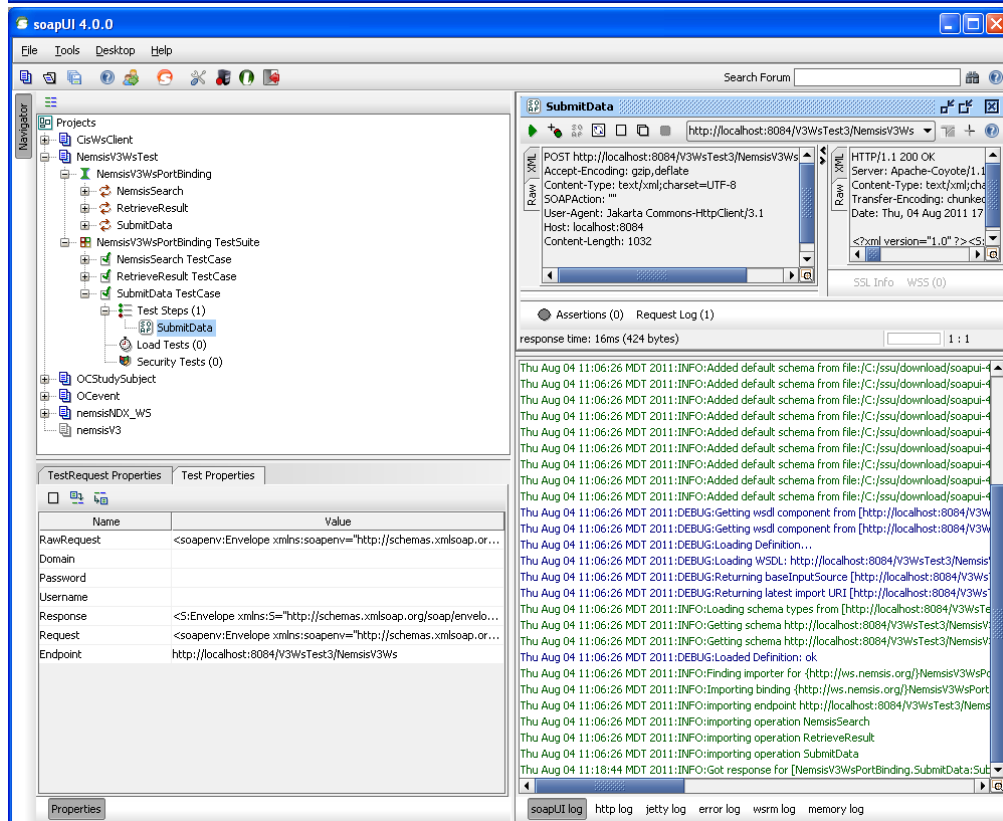 soapUI 4.0.0
File Tools Desktop Help
Search Forum
Navigator
Projects
CisWsClient
NemsisV3WsTest
NemsisV3WsPortBinding
NemsisSearch
RetrieveResult
SubmitData
NemsisV3WsPortBinding TestSuite
NemsisSearch TestCase
RetrieveResult TestCase
SubmitData TestCase
Test Steps (1)
SubmitData
Load Tests (0)
Security Tests (0)
OCStudySubject
OCevent
nemsisNDX_WS
nemsisV3
TestRequest Properties Test Properties
Name Value
RawRequest <soapenv:Envelope xmlns:soapenv="http://schemas.xmlsoap.or...
Domain
Password
Username
Response <S:Envelope xmlns:S="http://schemas.xmlsoap.org/soap/envelo...
Request <soapenv:Envelope xmlns:soapenv="http://schemas.xmlsoap.or...
Endpoint http://localhost:8084/V3WsTest3/NemsisV3Ws
Properties
SubmitData
http://localhost:8084/V3WsTest3/NemsisV3Ws
XML
Raw
POST http://localhost:8084/V3WsTest3/NemsisV3Ws
Accept-Encoding: gzip,deflate
Content-Type: text/xml;charset=UTF-8
SOAPAction: ""
User-Agent: Jakarta Commons-HttpClient/3.1
Host: localhost:8084
Content-Length: 1032
XML
Raw
HTTP/1.1 200 OK
Server: Apache-Coyote/1.1
Content-Type: text/xml;cha
Transfer-Encoding: chunked
Date: Thu, 04 Aug 2011 17
<?xml version="1.0" ?><S:
SSL Info WSS (0)
Assertions (0) Request Log (1)
response time: 16ms (424 bytes) 1 : 1
Thu Aug 04 11:06:26 MDT 2011:INFO:Added default schema from file:/C:/ssu/download/soapui-4
Thu Aug 04 11:06:26 MDT 2011:INFO:Added default schema from file:/C:/ssu/download/soapui-4
Thu Aug 04 11:06:26 MDT 2011:INFO:Added default schema from file:/C:/ssu/download/soapui-4
Thu Aug 04 11:06:26 MDT 2011:INFO:Added default schema from file:/C:/ssu/download/soapui-4
Thu Aug 04 11:06:26 MDT 2011:INFO:Added default schema from file:/C:/ssu/download/soapui-4
Thu Aug 04 11:06:26 MDT 2011:INFO:Added default schema from file:/C:/ssu/download/soapui-4
Thu Aug 04 11:06:26 MDT 2011:INFO:Added default schema from file:/C:/ssu/download/soapui-4
Thu Aug 04 11:06:26 MDT 2011:INFO:Added default schema from file:/C:/ssu/download/soapui-4
Thu Aug 04 11:06:26 MDT 2011:INFO:Added default schema from file:/C:/ssu/download/soapui-4
Thu Aug 04 11:06:26 MDT 2011:DEBUG:Getting wsdl component from [http://localhost:8084/V3W
Thu Aug 04 11:06:26 MDT 2011:DEBUG:Getting wsdl component from [http://localhost:8084/V3W
Thu Aug 04 11:06:26 MDT 2011:DEBUG:Loading Definition...
Thu Aug 04 11:06:26 MDT 2011:DEBUG:Loading WSDL: http://localhost:8084/V3WsTest3/Nemsis
Thu Aug 04 11:06:26 MDT 2011:DEBUG:Returning baseInputSource [http://localhost:8084/V3Ws
Thu Aug 04 11:06:26 MDT 2011:DEBUG:Returning latest import URI [http://localhost:8084/V3Ws
Thu Aug 04 11:06:26 MDT 2011:INFO:Loading schema types from [http://localhost:8084/V3WsTe
Thu Aug 04 11:06:26 MDT 2011:INFO:Getting schema http://localhost:8084/V3WsTest3/NemsisV
Thu Aug 04 11:06:26 MDT 2011:INFO:Getting schema http://localhost:8084/V3WsTest3/NemsisV
Thu Aug 04 11:06:26 MDT 2011:DEBUG:Loaded Definition: ok
Thu Aug 04 11:06:26 MDT 2011:INFO:Finding importer for {http://ws.nemsis.org/}NemsisV3WsPo
Thu Aug 04 11:06:26 MDT 2011:INFO:Importing binding {http://ws.nemsis.org/}NemsisV3WsPort
Thu Aug 04 11:06:26 MDT 2011:INFO:importing endpoint http://localhost:8084/V3WsTest3/Nems
Thu Aug 04 11:06:26 MDT 2011:INFO:importing operation NemsisSearch
Thu Aug 04 11:06:26 MDT 2011:INFO:importing operation RetrieveResult
Thu Aug 04 11:06:26 MDT 2011:INFO:importing operation SubmitData
Thu Aug 04 11:18:44 MDT 2011:INFO:Got response for [NemsisV3WsPortBinding.SubmitData:Sub
soapUI log http log jetty log error log wsrm log memory log